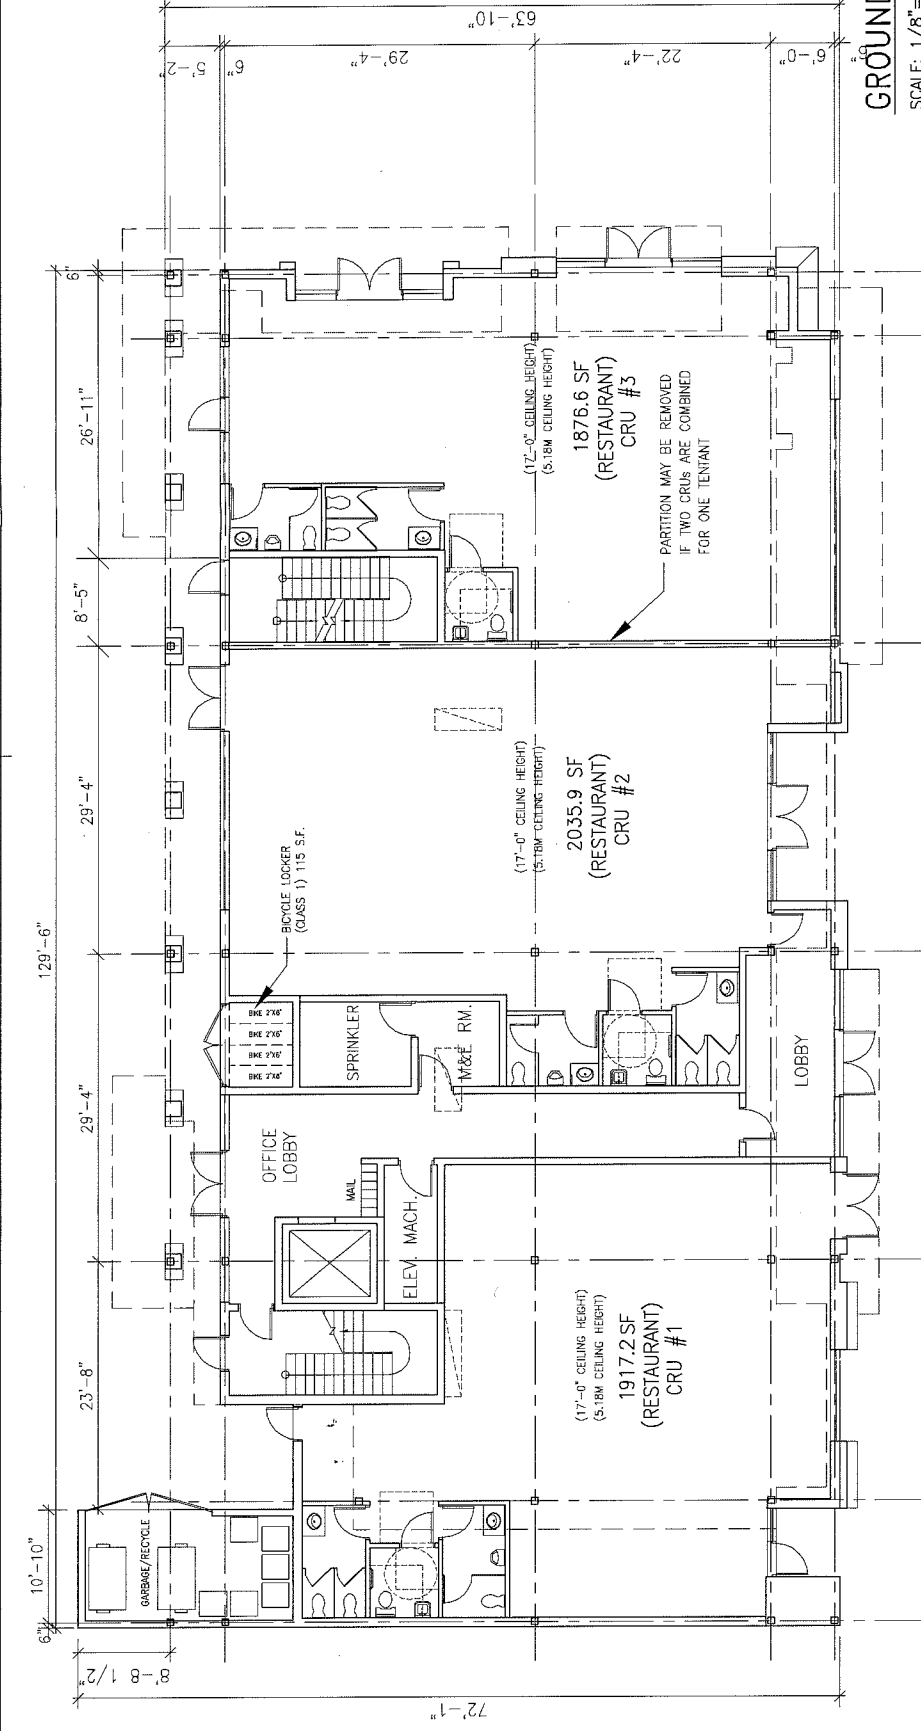 129'-6"
6"
10'-10"
23'-8"
29'-4"
29'-4"
8'-5"
26'-11"
6"
8'-8 1/2"
72'-1"
63'-10"
5'-2"
6"
29'-4"
22'-4"
6'-0"
6"
GARBAGE/RECYCLE
OFFICE
LOBBY
MAIL
ELEV. MACH.
BICYCLE LOCKER
(CLASS 1) 115 S.F.
BIKE 2'X6'
BIKE 2'X6'
BIKE 2'X6'
BIKE 2'X6'
SPRINKLER
M&E RM.
LOBBY
(17'-0" CEILING HEIGHT)
(5.18M CEILING HEIGHT)
1917.2 SF
(RESTAURANT)
CRU #1
(17'-0" CEILING HEIGHT)
(5.18M CEILING HEIGHT)
2035.9 SF
(RESTAURANT)
CRU #2
(17'-0" CEILING HEIGHT)
(5.18M CEILING HEIGHT)
1876.6 SF
(RESTAURANT)
CRU #3
PARTITION MAY BE REMOVED
IF TWO CRUs ARE COMBINED
FOR ONE TENTANT
GROUND
SCALE: 1/8"=